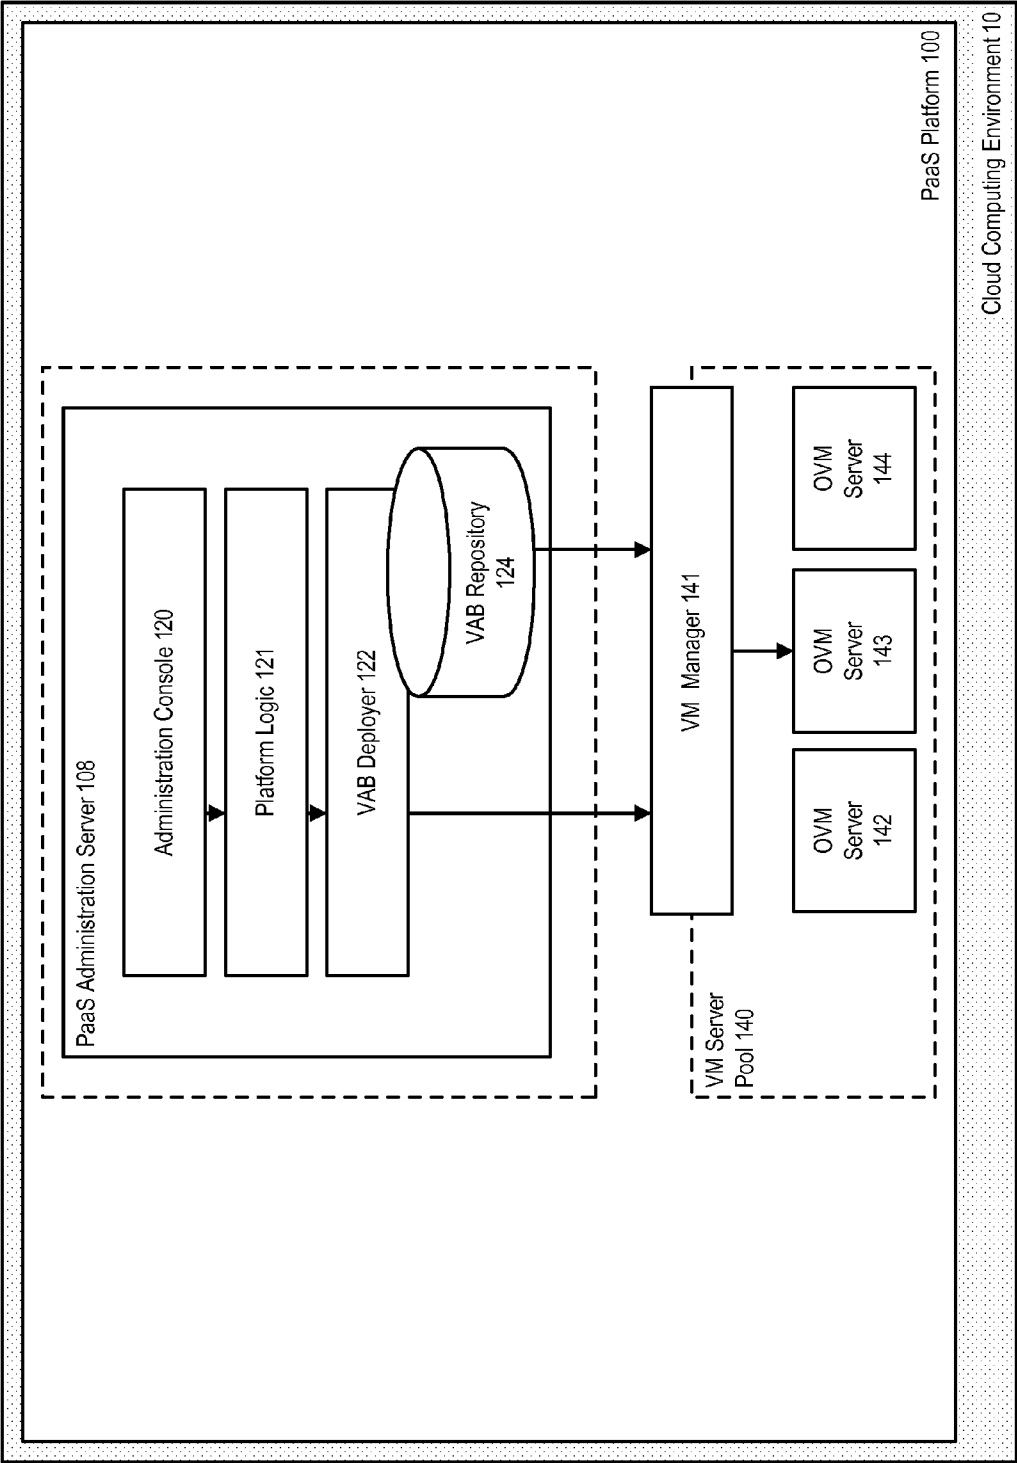 PaaS Administration Server 108
Administration Console 120
Platform Logic 121
VAB Deployer 122
VAB Repository
124
VM Manager 141
VM Server
Pool 140
OVM
Server
142
OVM
Server
143
OVM
Server
144
PaaS Platform 100
Cloud Computing Environment 10